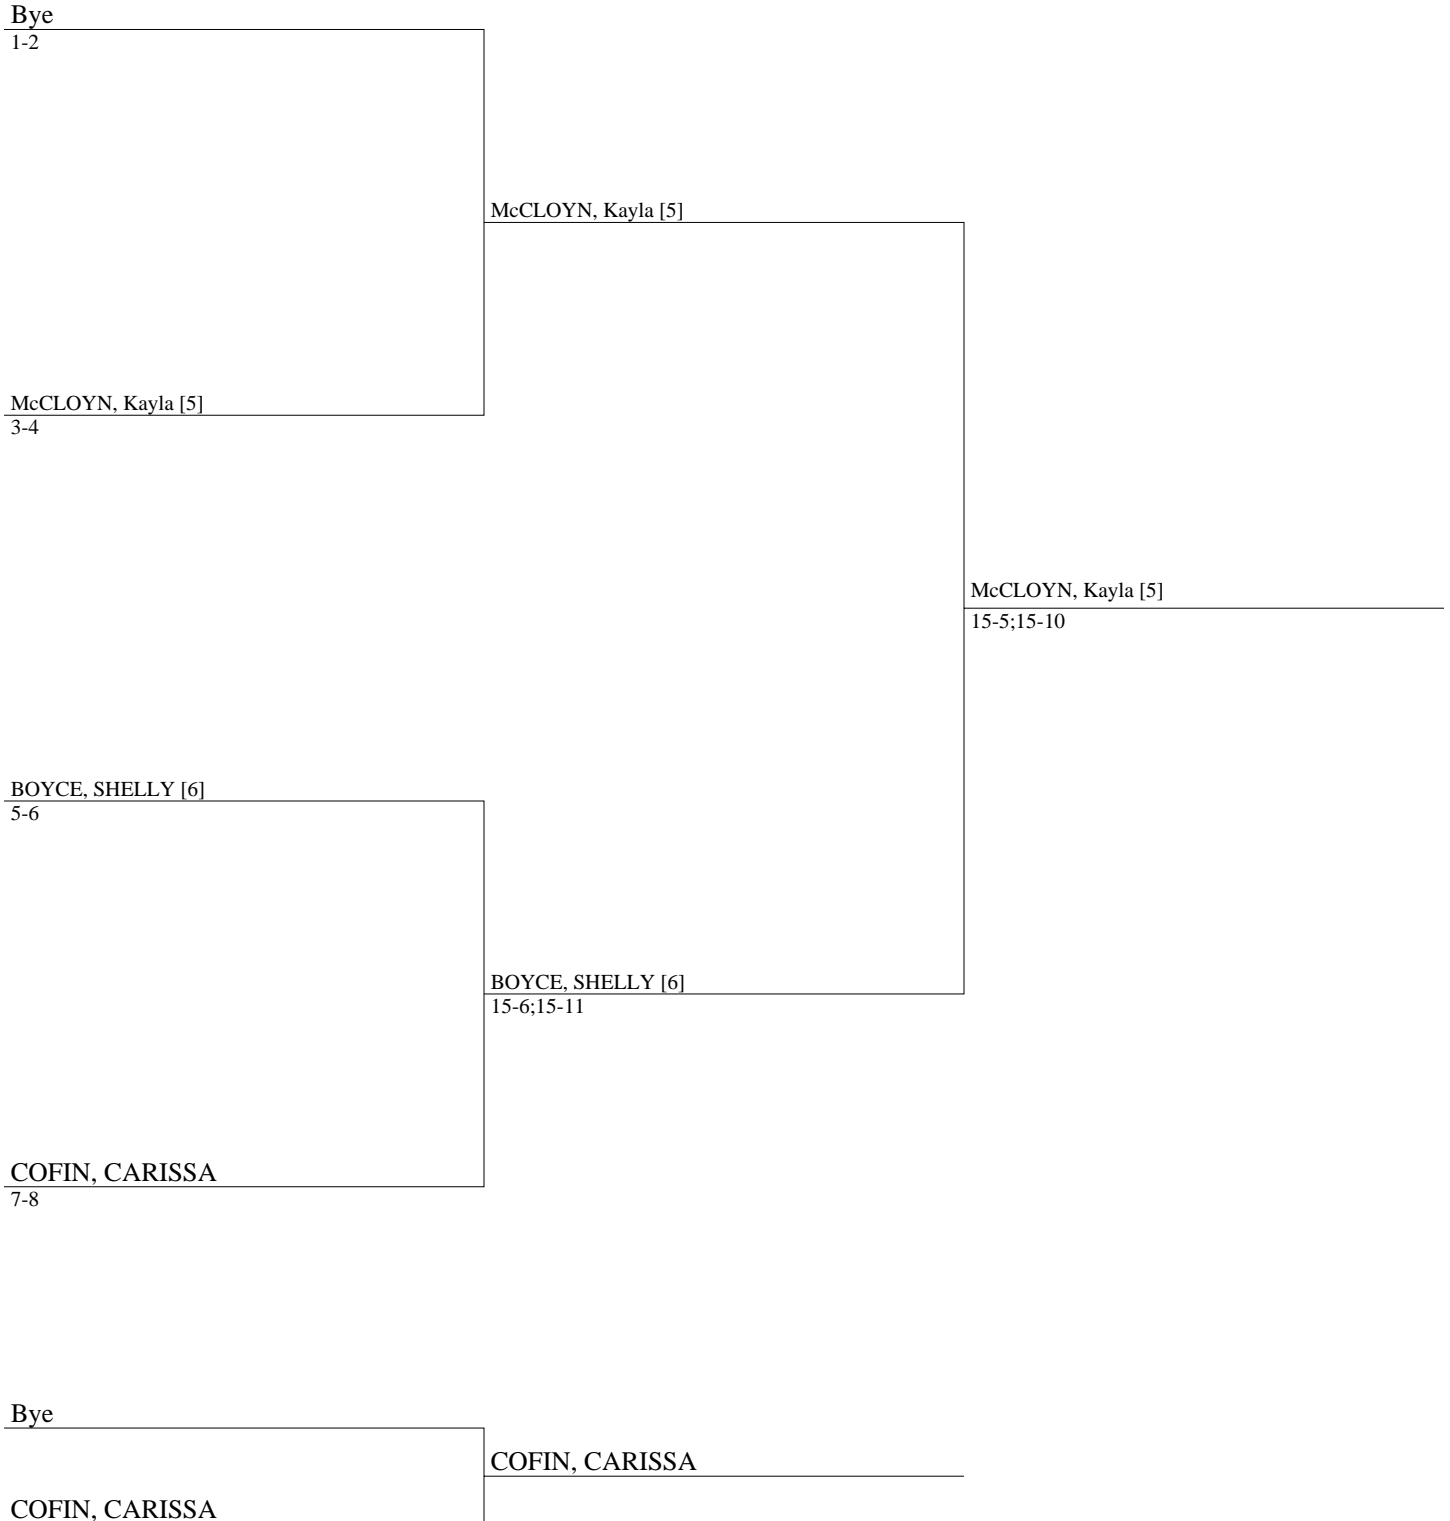 Bye
1-2
McCLOYN, Kayla [5]
McCLOYN, Kayla [5]
3-4
McCLOYN, Kayla [5]
15-5;15-10
BOYCE, SHELLY [6]
5-6
BOYCE, SHELLY [6]
15-6;15-11
COFIN, CARISSA
7-8
Bye
COFIN, CARISSA
COFIN, CARISSA